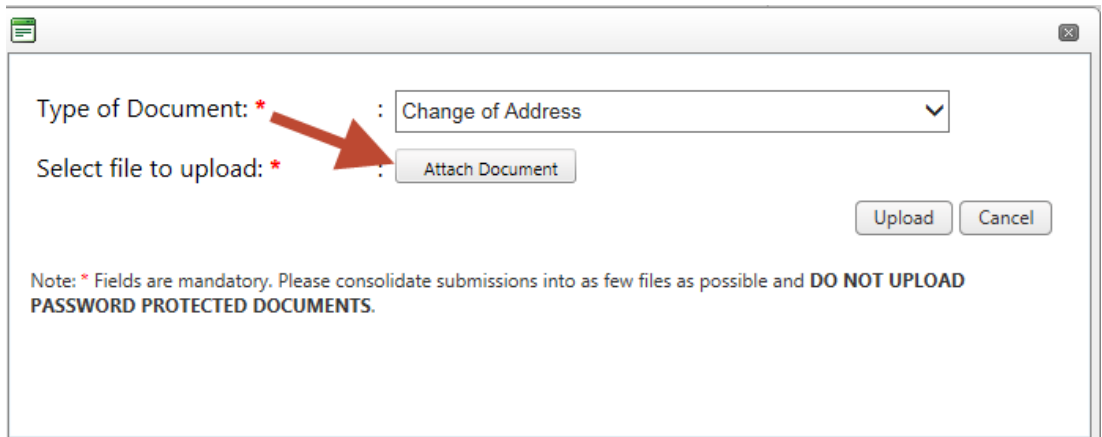 Type of Document: * : Change of Address
Select file to upload: * : Attach Document
Upload Cancel
Note: * Fields are mandatory. Please consolidate submissions into as few files as possible and DO NOT UPLOAD
PASSWORD PROTECTED DOCUMENTS.